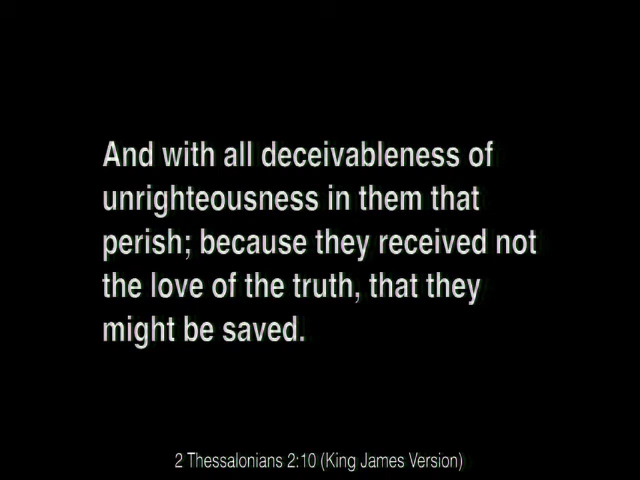 And with all deceivableness of
unrighteousness in them that
perish; because they received not
the love of the truth, that they
might be saved.
2 Thessalonians 2:10 (King James Version)